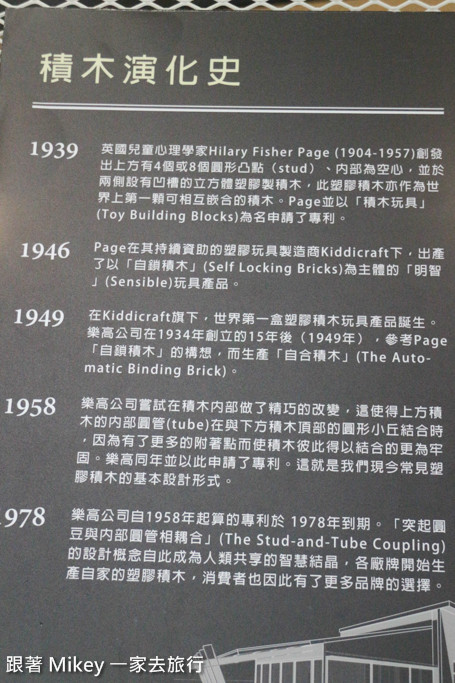 積木演化史
1939
英國兒童心理學家Hilary Fisher Page (1904-1957)創發
出上方有4個或8個圓形凸點（stud）、內部為空心，並於
兩側設有凹槽的立方體塑膠製積木，此塑膠積木亦作為世
界上第一顆可相互嵌合的積木。Page並以「積木玩具」
(Toy Building Blocks)為名申請了專利。
1946
Page在其持續資助的塑膠玩具製造商Kiddicraft下，出產
了以「自鎖積木」(Self Locking Bricks)為主體的「明智
」(Sensible)玩具產品。
1949
在Kiddicraft旗下，世界第一盒塑膠積木玩具產品誕生。
樂高公司在1934年創立的15年後（1949年），參考Page
「自鎖積木」的構想，而生產「自合積木」(The Auto-
matic Binding Brick)。
1958
樂高公司嘗試在積木內部做了精巧的改變，這使得上方積
木的內部圓管(tube)在與下方積木頂部的圓形小丘結合時
，因為有了更多的附著點而使積木彼此得以結合的更為牢
固。樂高同年並以此申請了專利。這就是我們現今常見塑
膠積木的基本設計形式。
1978
樂高公司自1958年起算的專利於 1978年到期。「突起圓
豆與內部圓管相耦合」(The Stud-and-Tube Coupling)
的設計概念自此成為人類共享的智慧結晶，各廠牌開始生
產自家的塑膠積木，消費者也因此有了更多品牌的選擇。
跟著 Mikey 一家去旅行